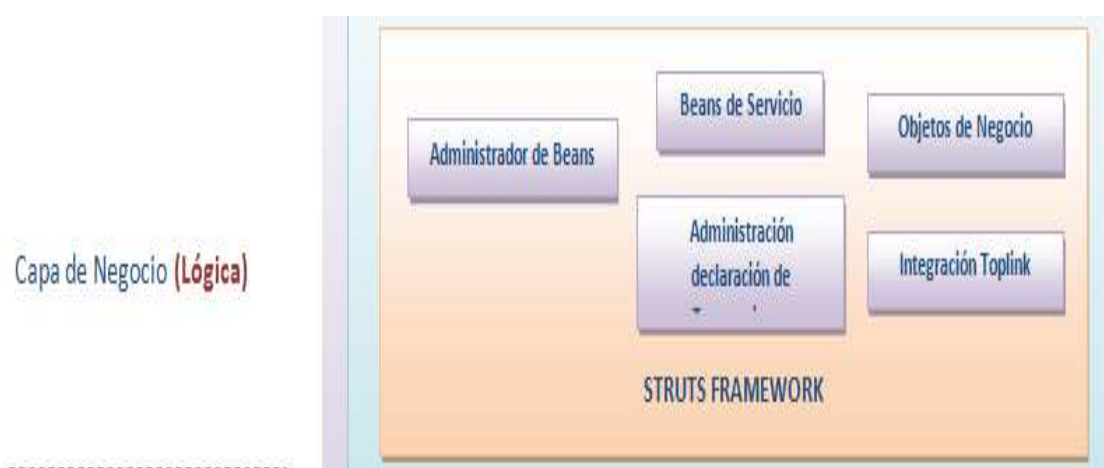 Capa de Negocio (Lógica)
Administrador de Beans
Beans de Servicio
Objetos de Negocio
Administración
declaración de
Integración Toplink
STRUTS FRAMEWORK